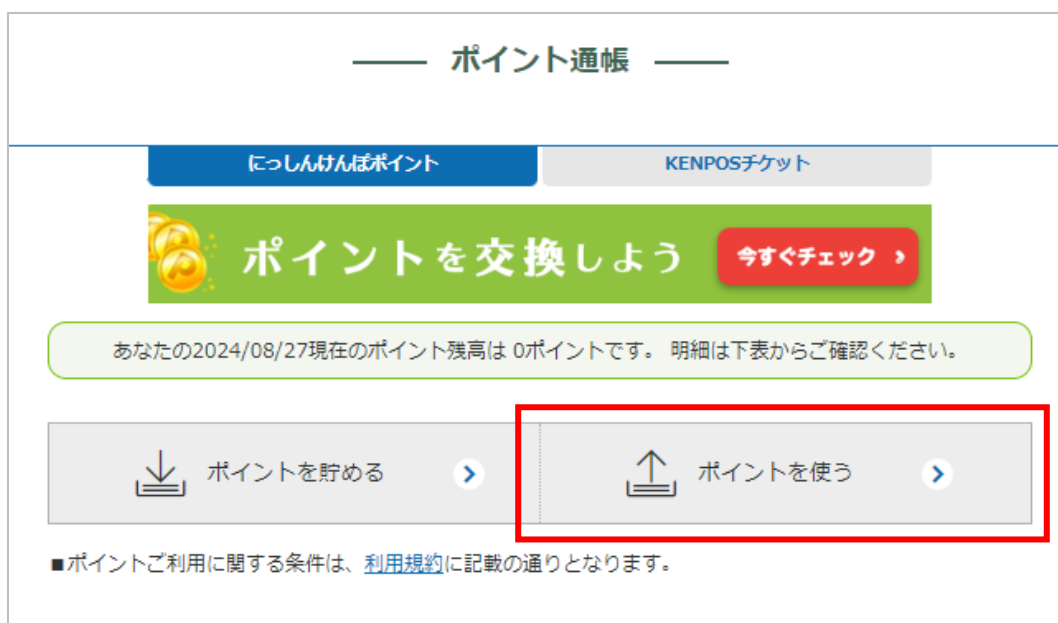 ポイント通帳
にっしんけんぽポイント
KENPOSチケット
ポイントを交換しよう
今すぐチェック
あなたの2024/08/27現在のポイント残高は 0ポイントです。 明細は下表からご確認ください。
ポイントを貯める
ポイントを使う
■ポイントご利用に関する条件は、利用規約に記載の通りとなります。